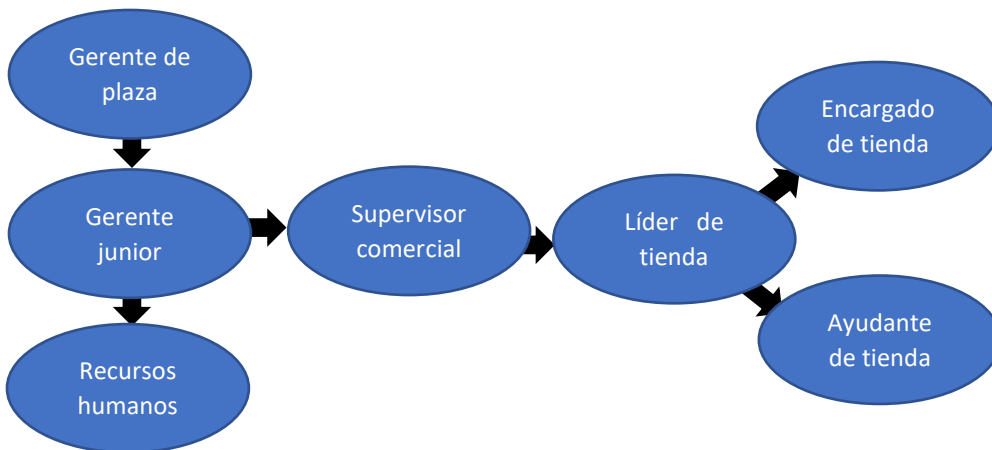 Gerente de
plaza
Gerente
junior
Recursos
humanos
Supervisor
comercial
Líder de
tienda
Encargado
de tienda
Ayudante
de tienda